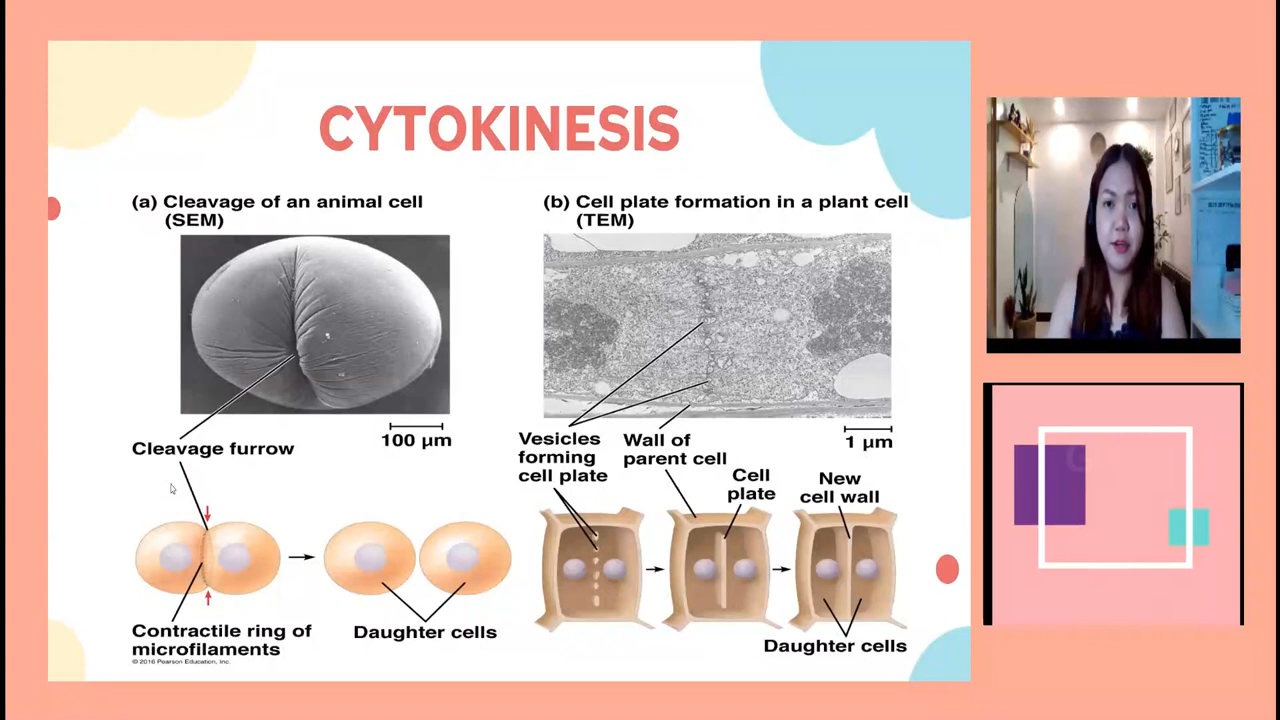 CYTOKINESIS
(a) Cleavage of an animal cell
(SEM)
(b) Cell plate formation in a plant cell
(TEM)
100 µm
1 µm
Cleavage furrow
Vesicles
forming
cell plate
Wall of
parent cell
Cell
plate
New
cell wall
Contractile ring of
microfilaments
Daughter cells
Daughter cells
© 2016 Pearson Education, Inc.